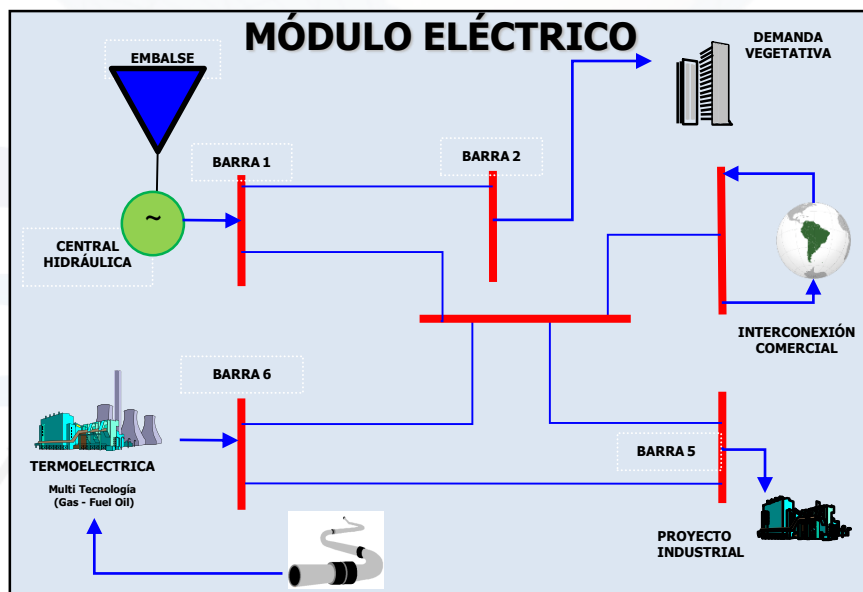 MÓDULO ELÉCTRICO
EMBALSE
DEMANDA
VEGETATIVA
BARRA 1
BARRA 2
~
CENTRAL
HIDRÁULICA
INTERCONEXIÓN
COMERCIAL
BARRA 6
BARRA 5
TERMOELECTRICA
Multi Tecnología
(Gas - Fuel Oil)
PROYECTO
INDUSTRIAL